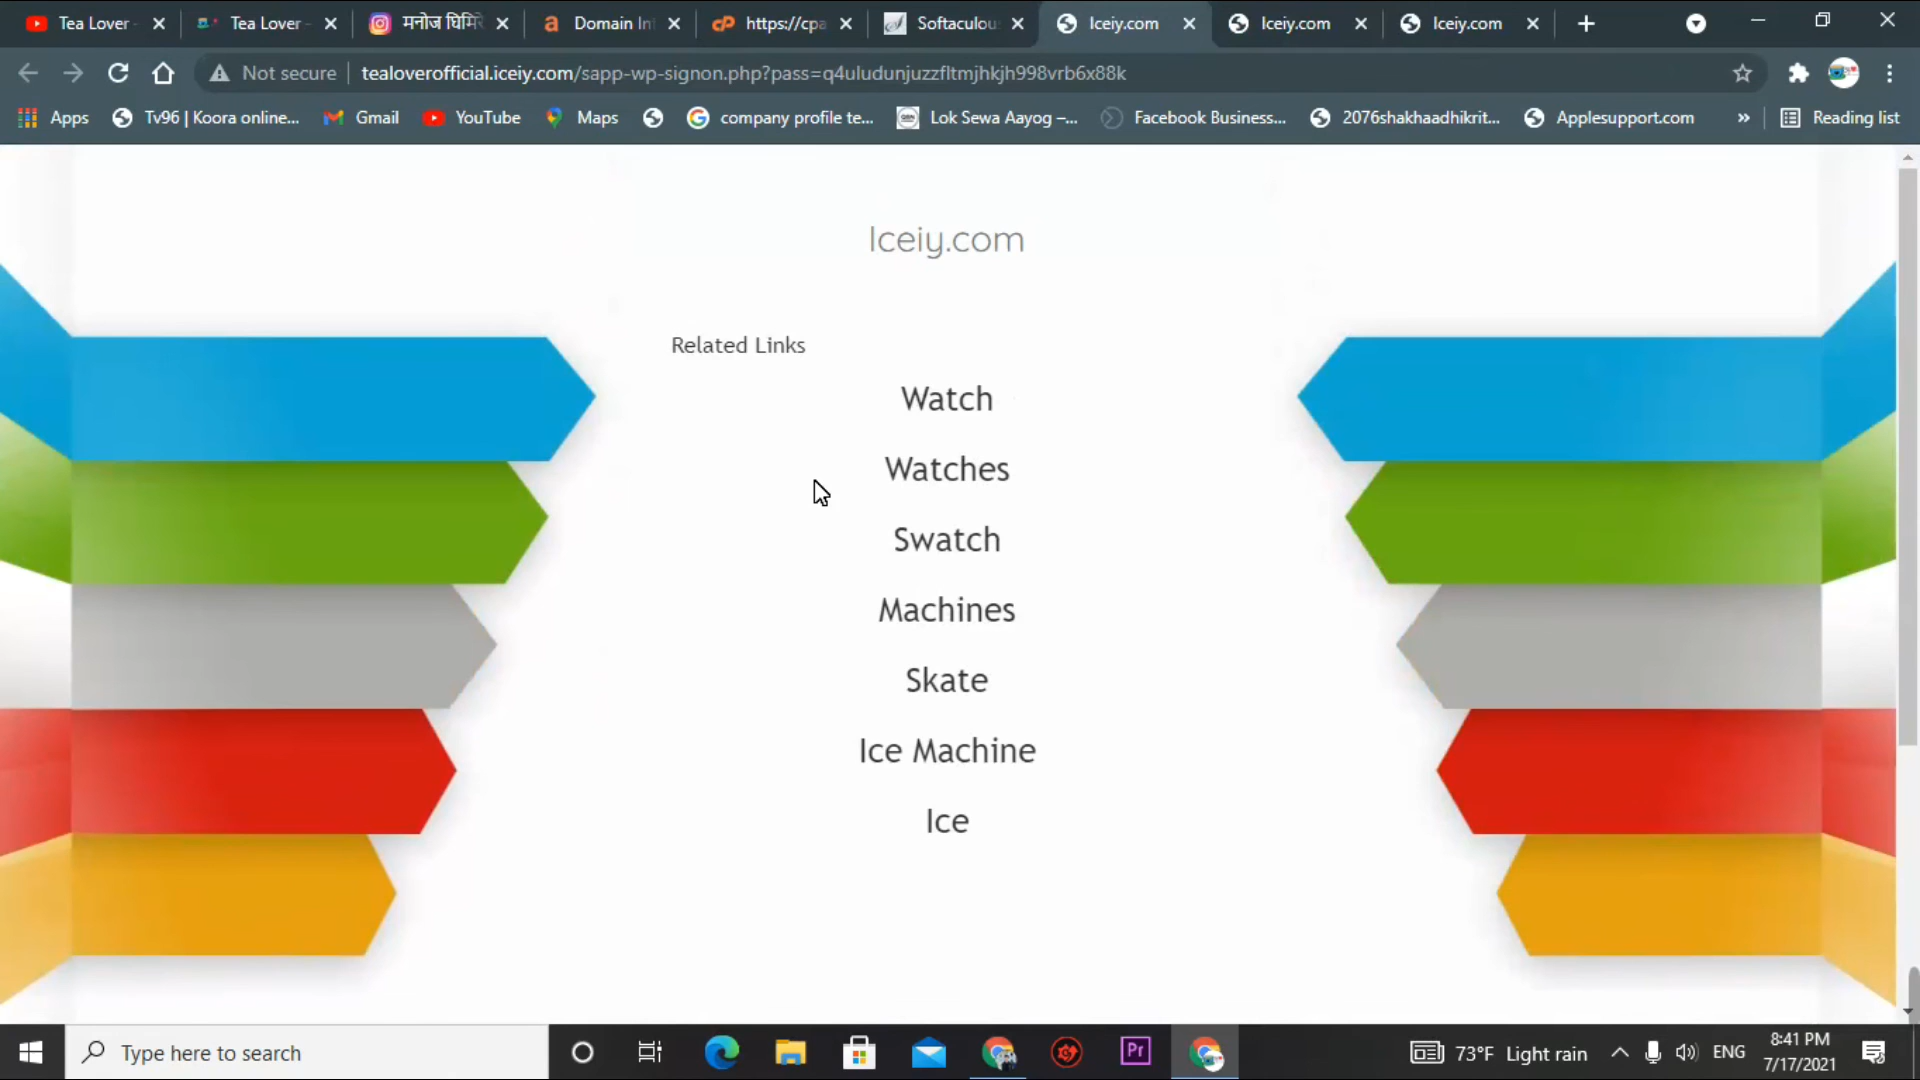 Tea Lover
Tea Lover
मनोज घिमिरे
Domain In
https://cpa
Softaculou
Iceiy.com
Iceiy.com
Iceiy.com
Not secure
tealoverofficial.iceiy.com/sapp-wp-signon.php?pass=q4uludunjuzzfltmjhkjh998vrb6x88k
Apps
Tv96 | Koora online...
Gmail
YouTube
Maps
company profile te...
Lok Sewa Aayog –...
Facebook Business...
2076shakhaadhikrit...
Applesupport.com
»
Reading list
Iceiy.com
Related Links
Watch
Watches
Swatch
Machines
Skate
Ice Machine
Ice
Type here to search
Pr
73°F Light rain
ENG
8:41 PM
7/17/2021